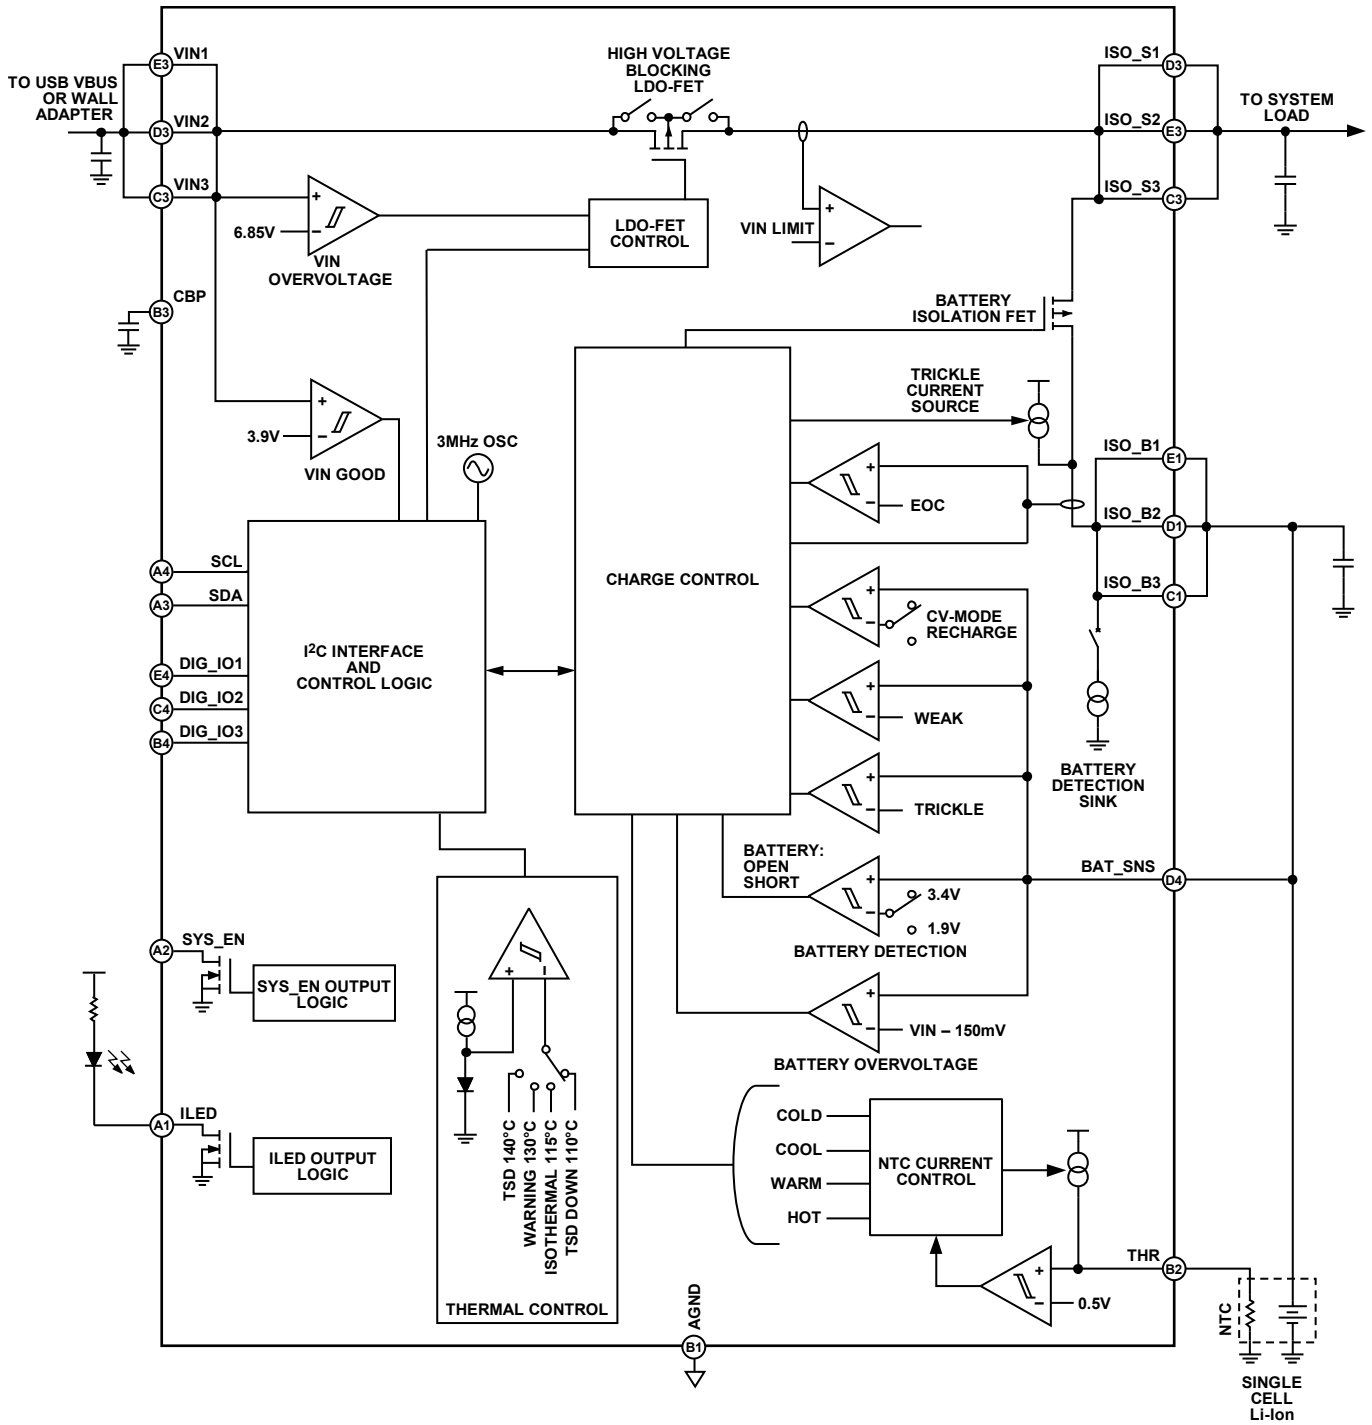 VIN1
E3
TO USB VBUS
OR WALL
ADAPTER
VIN2
D3
VIN3
C3
HIGH VOLTAGE
BLOCKING
LDO-FET
ISO_S1
D3
ISO_S2
E3
ISO_S3
C3
TO SYSTEM
LOAD
+
6.85V
–
VIN
OVERVOLTAGE
LDO-FET
CONTROL
VIN LIMIT
+
–
CBP
B3
BATTERY
ISOLATION FET
TRICKLE
CURRENT
SOURCE
+
3.9V
–
VIN GOOD
3MHz OSC
ISO_B1
E1
ISO_B2
D1
ISO_B3
C1
+
–
EOC
CHARGE CONTROL
SCL
A4
SDA
A3
DIG_IO1
E4
DIG_IO2
C4
DIG_IO3
B4
I2C INTERFACE
AND
CONTROL LOGIC
+
–
CV-MODE
RECHARGE
+
–
WEAK
+
–
TRICKLE
BATTERY
DETECTION
SINK
BATTERY:
OPEN
SHORT
+
–
3.4V
1.9V
BATTERY DETECTION
BAT_SNS
D4
SYS_EN
A2
SYS_EN OUTPUT
LOGIC
+
–
+
–
VIN – 150mV
BATTERY OVERVOLTAGE
ILED
A1
ILED OUTPUT
LOGIC
TSD 140°C
WARNING 130°C
ISOTHERMAL 115°C
TSD DOWN 110°C
THERMAL CONTROL
COLD
COOL
WARM
HOT
NTC CURRENT
CONTROL
THR
B2
+
–
0.5V
AGND
B1
NTC
SINGLE
CELL
Li-Ion